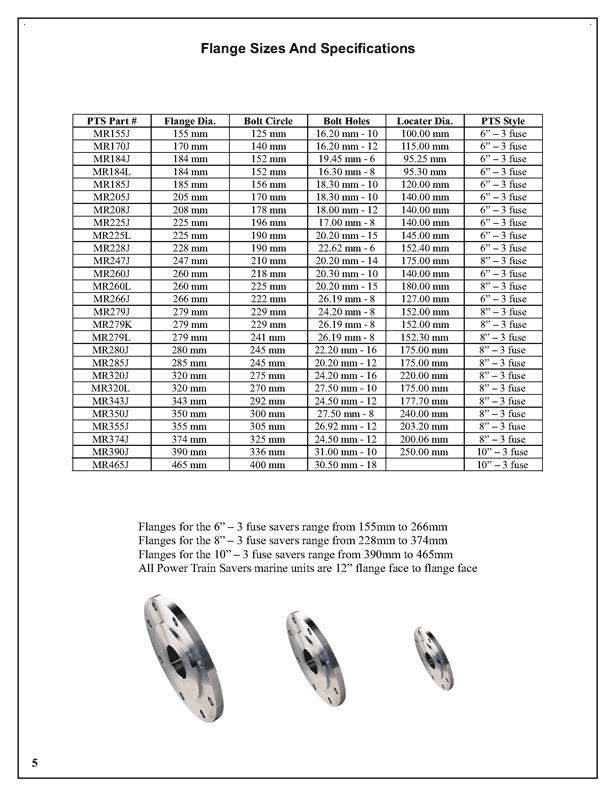 Flange Sizes And Specifications
PTS Part # Flange Dia. Bolt Circle Bolt Holes Locater Dia. PTS Style
MR155J 155 mm 125 mm 16.20 mm - 10 100.00 mm 6” – 3 fuse
MR170J 170 mm 140 mm 16.20 mm - 12 115.00 mm 6” – 3 fuse
MR184J 184 mm 152 mm 19.45 mm - 6 95.25 mm 6” – 3 fuse
MR184L 184 mm 152 mm 16.30 mm - 8 95.30 mm 6” – 3 fuse
MR185J 185 mm 156 mm 18.30 mm - 10 120.00 mm 6” – 3 fuse
MR205J 205 mm 170 mm 18.30 mm - 10 140.00 mm 6” – 3 fuse
MR208J 208 mm 178 mm 18.00 mm - 12 140.00 mm 6” – 3 fuse
MR225J 225 mm 196 mm 17.00 mm - 8 140.00 mm 6” – 3 fuse
MR225L 225 mm 190 mm 20.20 mm - 15 145.00 mm 6” – 3 fuse
MR228J 228 mm 190 mm 22.62 mm - 6 152.40 mm 6” – 3 fuse
MR247J 247 mm 210 mm 20.20 mm - 14 175.00 mm 8” – 3 fuse
MR260J 260 mm 218 mm 20.30 mm - 10 140.00 mm 6” – 3 fuse
MR260L 260 mm 225 mm 20.20 mm - 15 180.00 mm 8” – 3 fuse
MR266J 266 mm 222 mm 26.19 mm - 8 127.00 mm 6” – 3 fuse
MR279J 279 mm 229 mm 24.20 mm - 8 152.00 mm 8” – 3 fuse
MR279K 279 mm 229 mm 26.19 mm - 8 152.00 mm 8” – 3 fuse
MR279L 279 mm 241 mm 26.19 mm - 8 152.30 mm 8” – 3 fuse
MR280J 280 mm 245 mm 22.20 mm - 16 175.00 mm 8” – 3 fuse
MR285J 285 mm 245 mm 20.20 mm - 12 175.00 mm 8” – 3 fuse
MR320J 320 mm 275 mm 24.20 mm - 16 220.00 mm 8” – 3 fuse
MR320L 320 mm 270 mm 27.50 mm - 10 175.00 mm 8” – 3 fuse
MR343J 343 mm 292 mm 24.50 mm - 12 177.70 mm 8” – 3 fuse
MR350J 350 mm 300 mm 27.50 mm - 8 240.00 mm 8” – 3 fuse
MR355J 355 mm 305 mm 26.92 mm - 12 203.20 mm 8” – 3 fuse
MR374J 374 mm 325 mm 24.50 mm - 12 200.06 mm 8” – 3 fuse
MR390J 390 mm 336 mm 31.00 mm - 10 250.00 mm 10” – 3 fuse
MR465J 465 mm 400 mm 30.50 mm - 18 10” – 3 fuse
Flanges for the 6” – 3 fuse savers range from 155mm to 266mm
Flanges for the 8” – 3 fuse savers range from 228mm to 374mm
Flanges for the 10” – 3 fuse savers range from 390mm to 465mm
All Power Train Savers marine units are 12” flange face to flange face
5